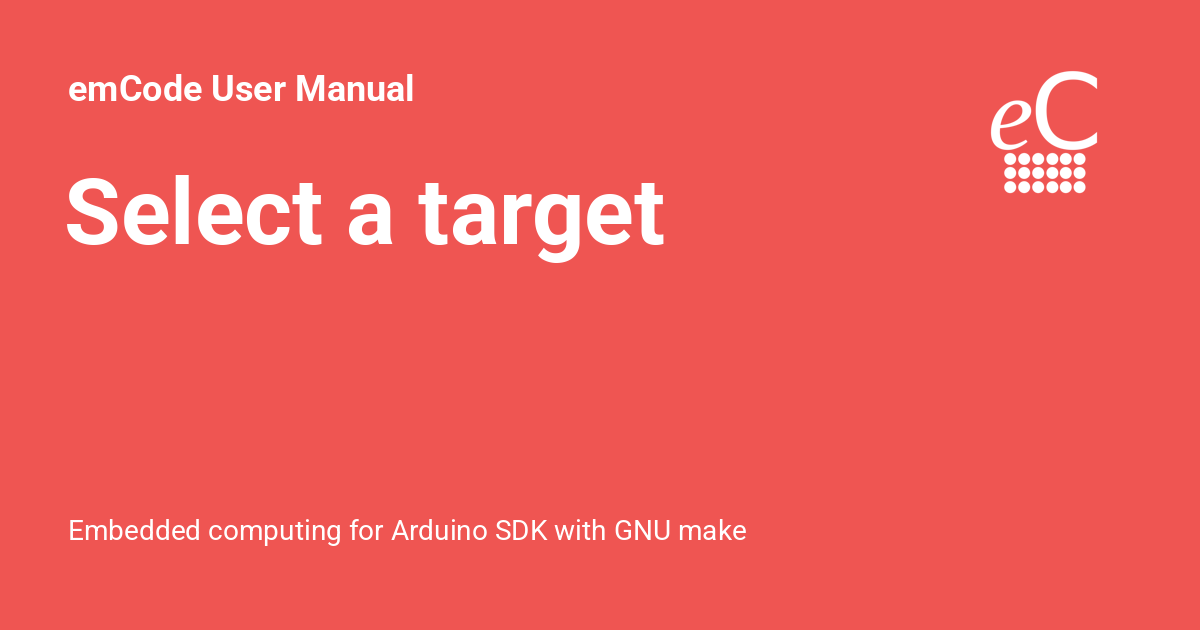 emCode User Manual
eC
Select a target
Embedded computing for Arduino SDK with GNU make